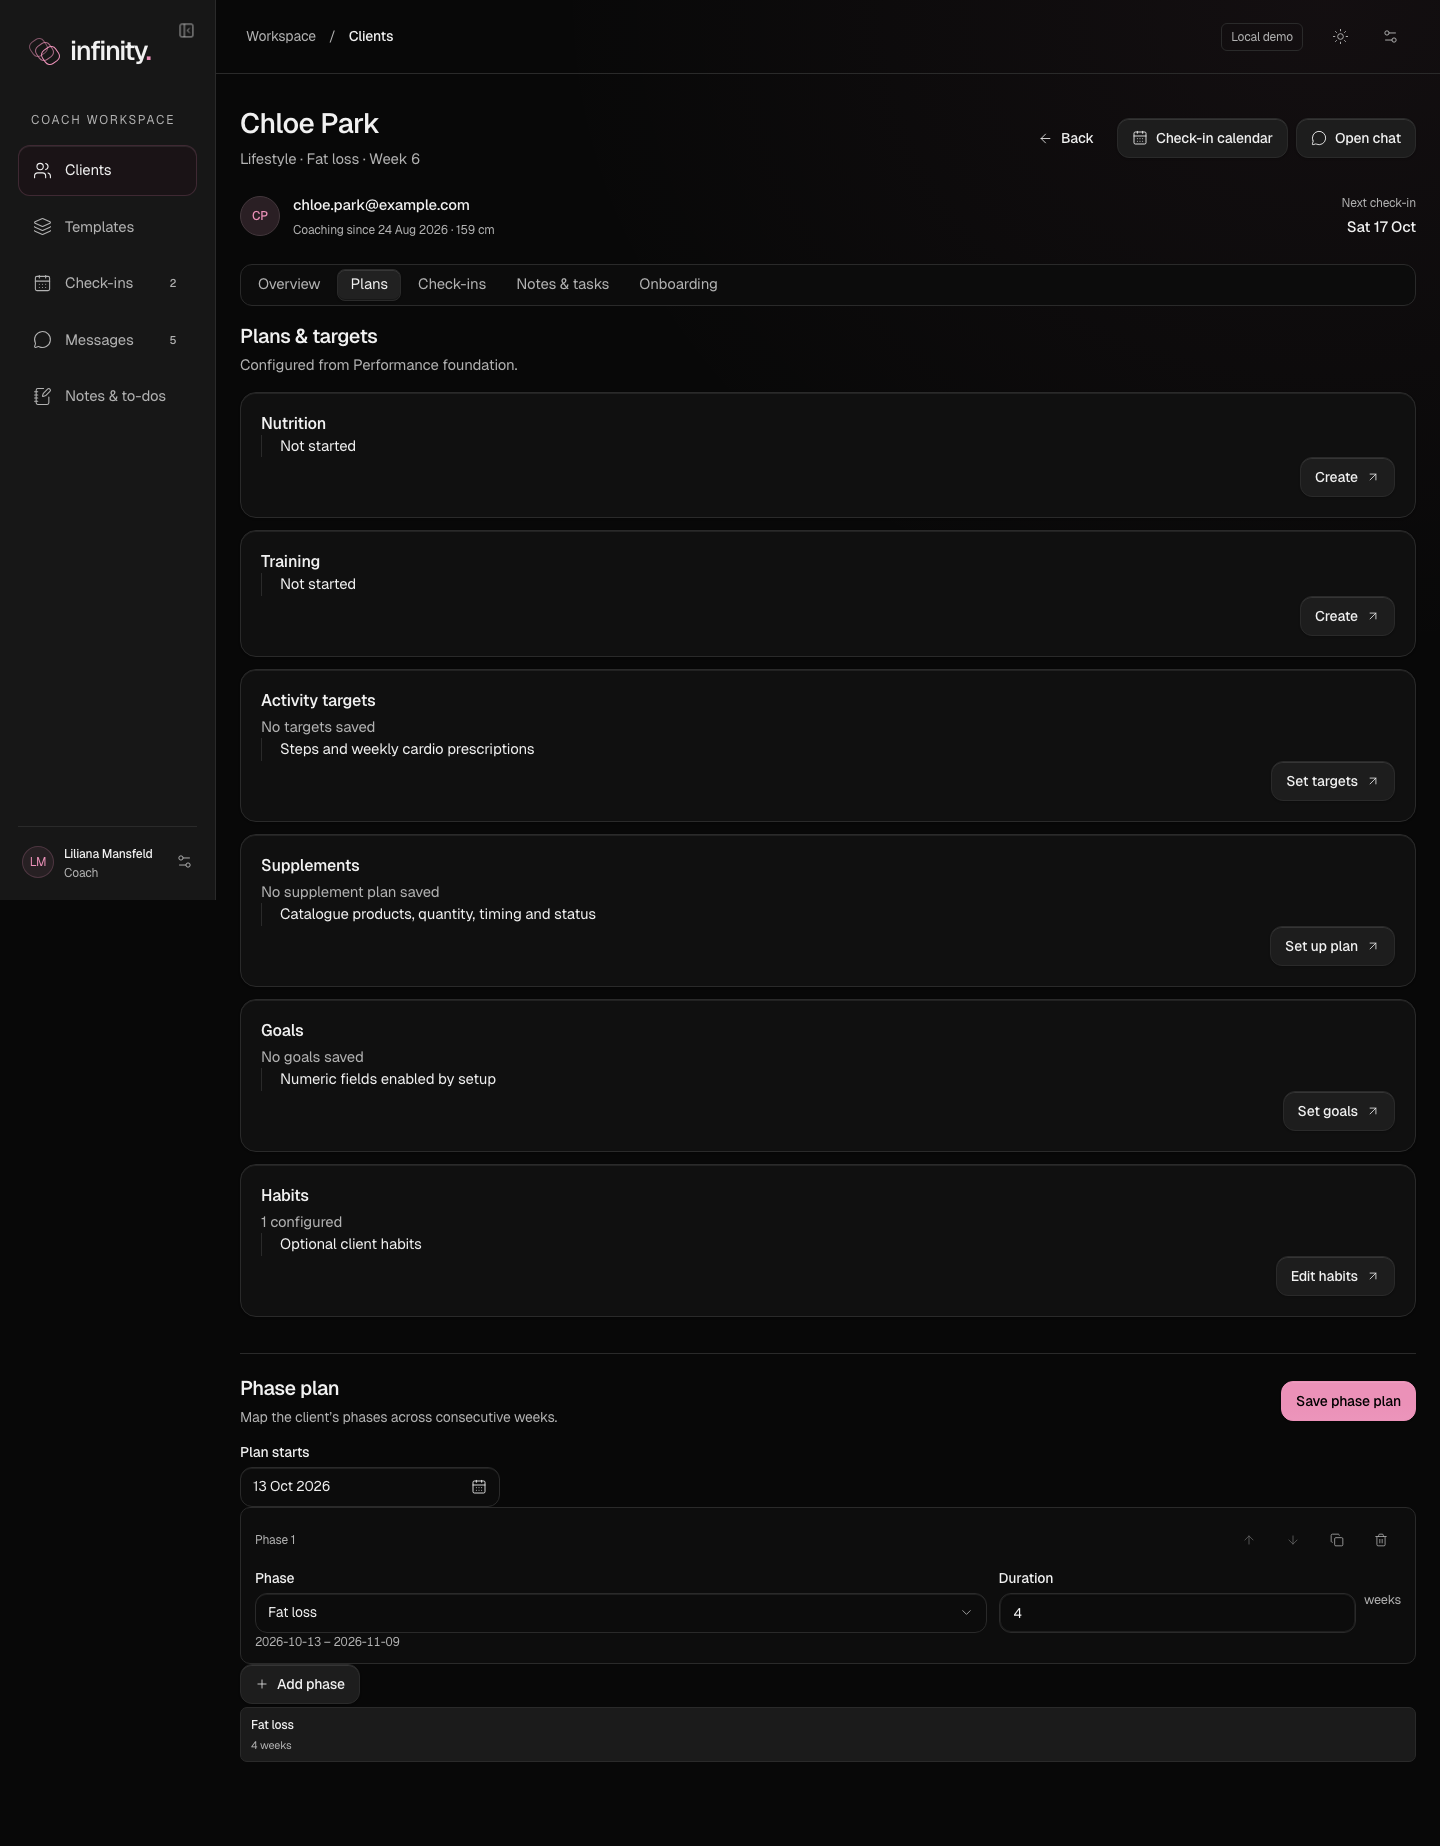 infinity.
COACH WORKSPACE
Clients
Templates
Check-ins 2
Messages 5
Notes & to-dos
LM
Liliana Mansfeld
Coach
Workspace / Clients
Local demo
Chloe Park
Lifestyle · Fat loss · Week 6
Back
Check-in calendar
Open chat
CP
chloe.park@example.com
Coaching since 24 Aug 2026 · 159 cm
Next check-in
Sat 17 Oct
Overview
Plans
Check-ins
Notes & tasks
Onboarding
Plans & targets
Configured from Performance foundation.
Nutrition
Not started
Create
Training
Not started
Create
Activity targets
No targets saved
Steps and weekly cardio prescriptions
Set targets
Supplements
No supplement plan saved
Catalogue products, quantity, timing and status
Set up plan
Goals
No goals saved
Numeric fields enabled by setup
Set goals
Habits
1 configured
Optional client habits
Edit habits
Phase plan
Map the client's phases across consecutive weeks.
Save phase plan
Plan starts
13 Oct 2026
Phase 1
Phase
Fat loss
Duration
4
weeks
2026-10-13 – 2026-11-09
Add phase
Fat loss
4 weeks